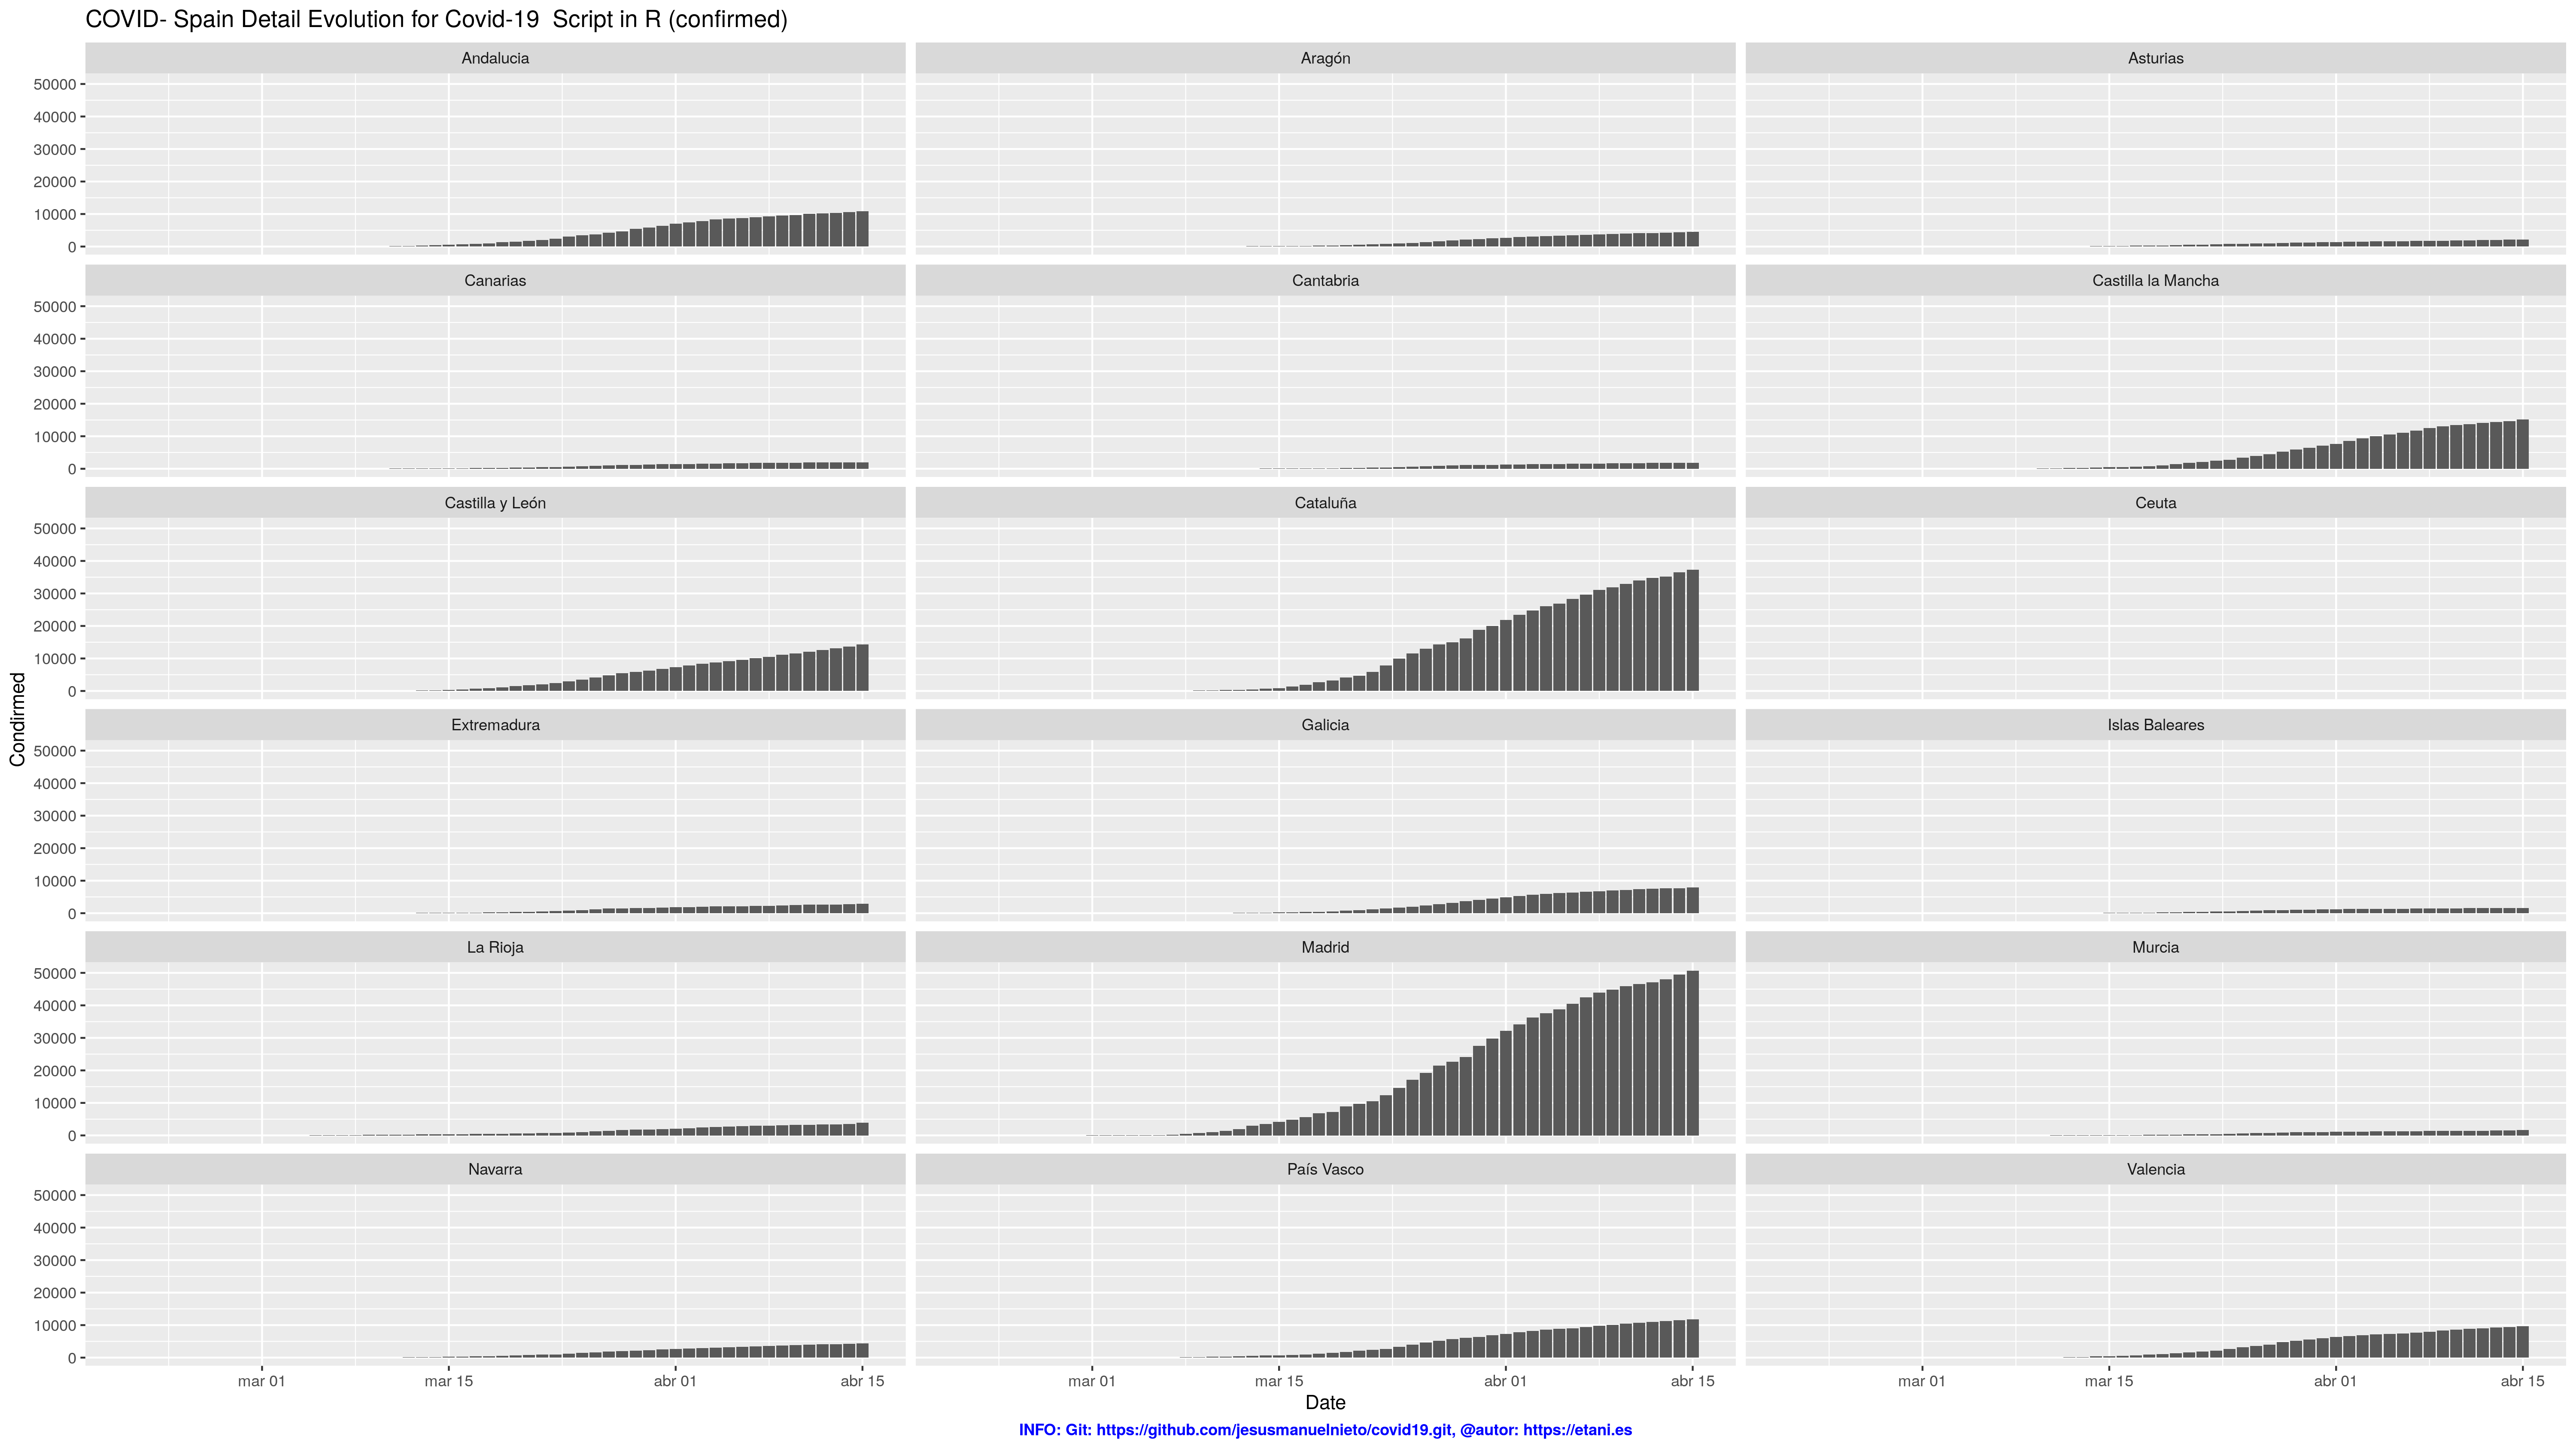 COVID- Spain Detail Evolution for Covid-19  Script in R (confirmed)
Andalucia
Aragón
Asturias
50000
40000
30000
20000
10000
0
Canarias
Cantabria
Castilla la Mancha
50000
40000
30000
20000
10000
0
Castilla y León
Cataluña
Ceuta
50000
40000
30000
20000
10000
0
Condirmed
Extremadura
Galicia
Islas Baleares
50000
40000
30000
20000
10000
0
La Rioja
Madrid
Murcia
50000
40000
30000
20000
10000
0
Navarra
País Vasco
Valencia
50000
40000
30000
20000
10000
0
mar 01 mar 15 abr 01 abr 15
mar 01 mar 15 abr 01 abr 15
mar 01 mar 15 abr 01 abr 15
Date
INFO: Git: https://github.com/jesusmanuelnieto/covid19.git, @autor: https://etani.es